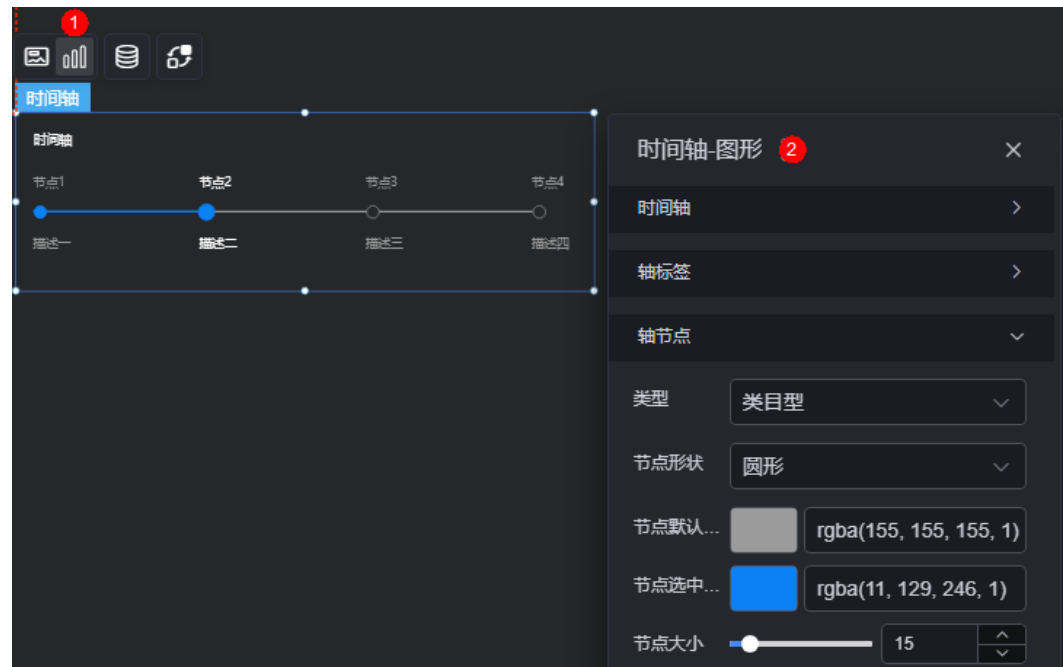 1
时间轴
时间轴
节点1 节点2 节点3 节点4
描述一 描述二 描述三 描述四
时间轴-图形 2
时间轴
轴标签
轴节点
类型 类目型
节点形状 圆形
节点默认... rgba(155, 155, 155, 1)
节点选中... rgba(11, 129, 246, 1)
节点大小 15